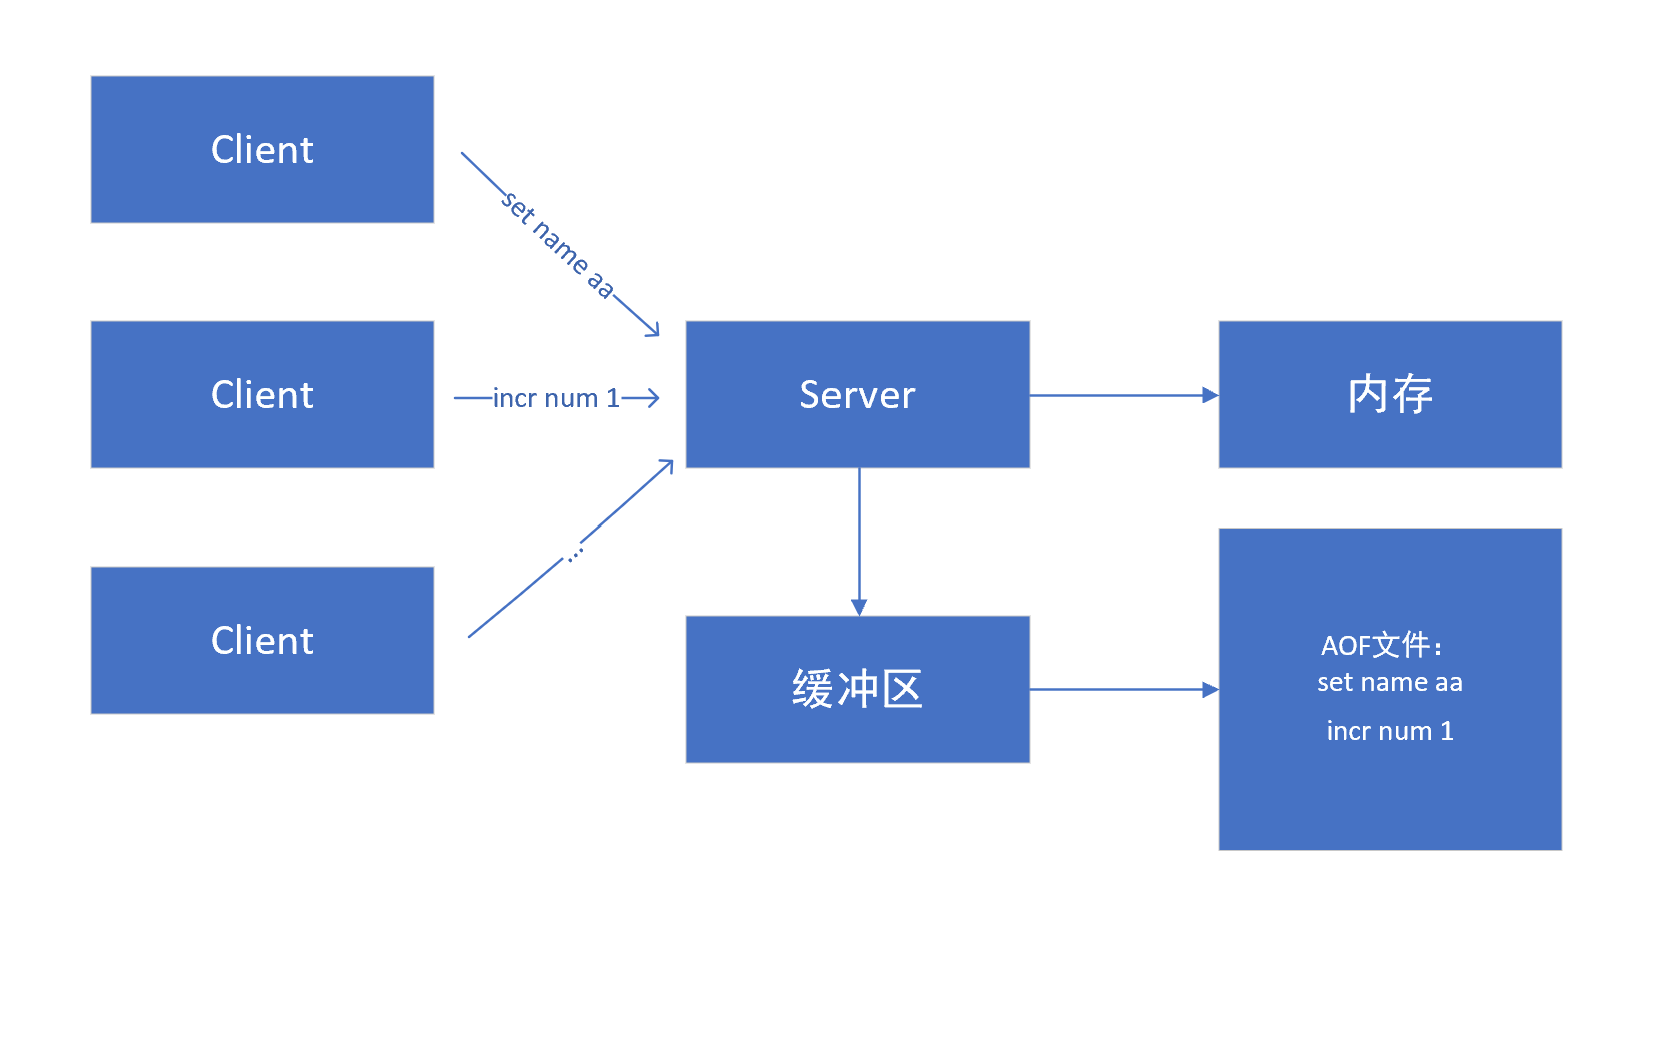 Client
set name aa
Client
incr num 1
Server
内存
...
Client
缓冲区
AOF文件：
set name aa
incr num 1